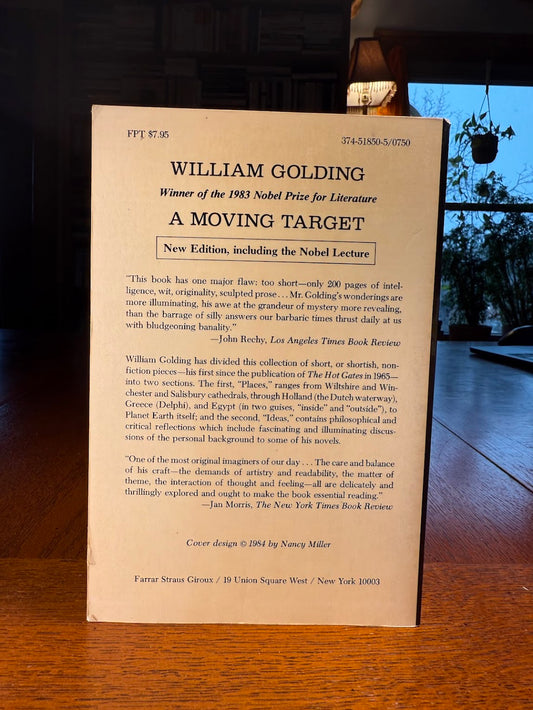 FPT $7.95
374-51850-5/0750
WILLIAM GOLDING
Winner of the 1983 Nobel Prize for Literature
A MOVING TARGET
New Edition, including the Nobel Lecture
"This book has one major flaw: too short—only 200 pages of intel-
ligence, wit, originality, sculpted prose . . . Mr. Golding's wonderings are
more illuminating, his awe at the grandeur of mystery more revealing,
than the barrage of silly answers our barbaric times thrust daily at us
with bludgeoning banality."
—John Rechy, Los Angeles Times Book Review
William Golding has divided this collection of short, or shortish, non-
fiction pieces—his first since the publication of The Hot Gates in 1965—
into two sections. The first, "Places," ranges from Wiltshire and Win-
chester and Salisbury cathedrals, through Holland (the Dutch waterway),
Greece (Delphi), and Egypt (in two guises, "inside" and "outside"), to
Planet Earth itself; and the second, "Ideas," contains philosophical and
critical reflections which include fascinating and illuminating discus-
sions of the personal background to some of his novels.
"One of the most original imaginers of our day . . . The care and balance
of his craft—the demands of artistry and readability, the matter of
theme, the interaction of thought and feeling—all are delicately and
thrillingly explored and ought to make the book essential reading."
—Jan Morris, The New York Times Book Review
Cover design © 1984 by Nancy Miller
Farrar Straus Giroux / 19 Union Square West / New York 10003